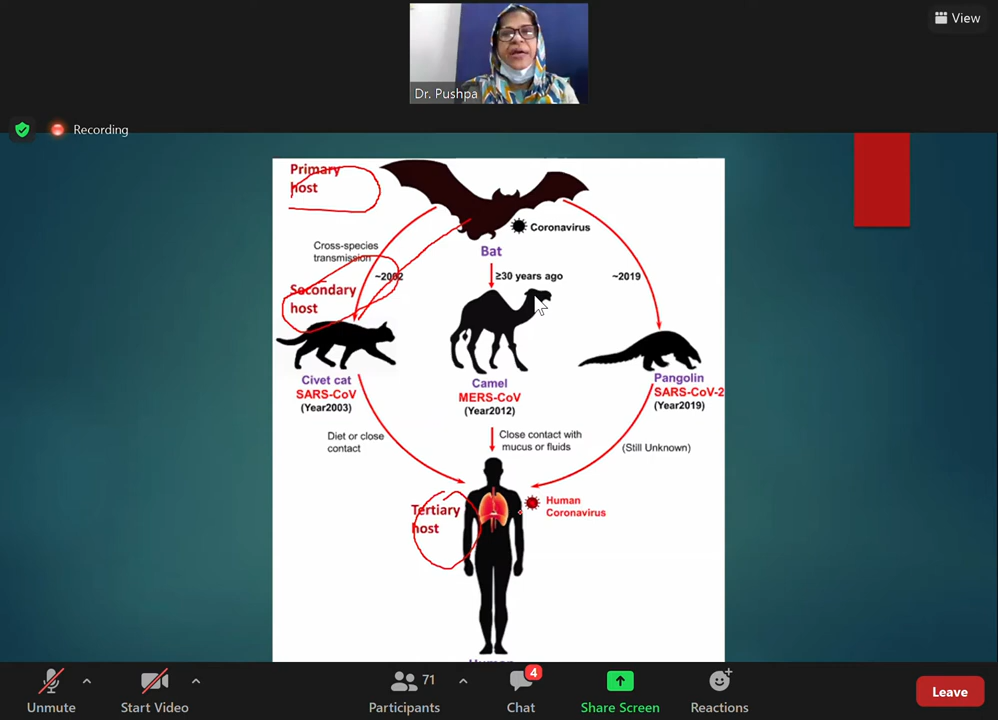 View
Dr. Pushpa
Recording
Primary
host
Coronavirus
Bat
Cross-species
transmission
~2002
≥30 years ago
~2019
Secondary
host
Civet cat
SARS-CoV
(Year2003)
Camel
MERS-CoV
(Year2012)
Pangolin
SARS-CoV-2
(Year2019)
Diet or close
contact
Close contact with
mucus or fluids
(Still Unknown)
Tertiary
host
Human
Coronavirus
Human
Unmute
Start Video
71
Participants
4
Chat
Share Screen
Reactions
Leave